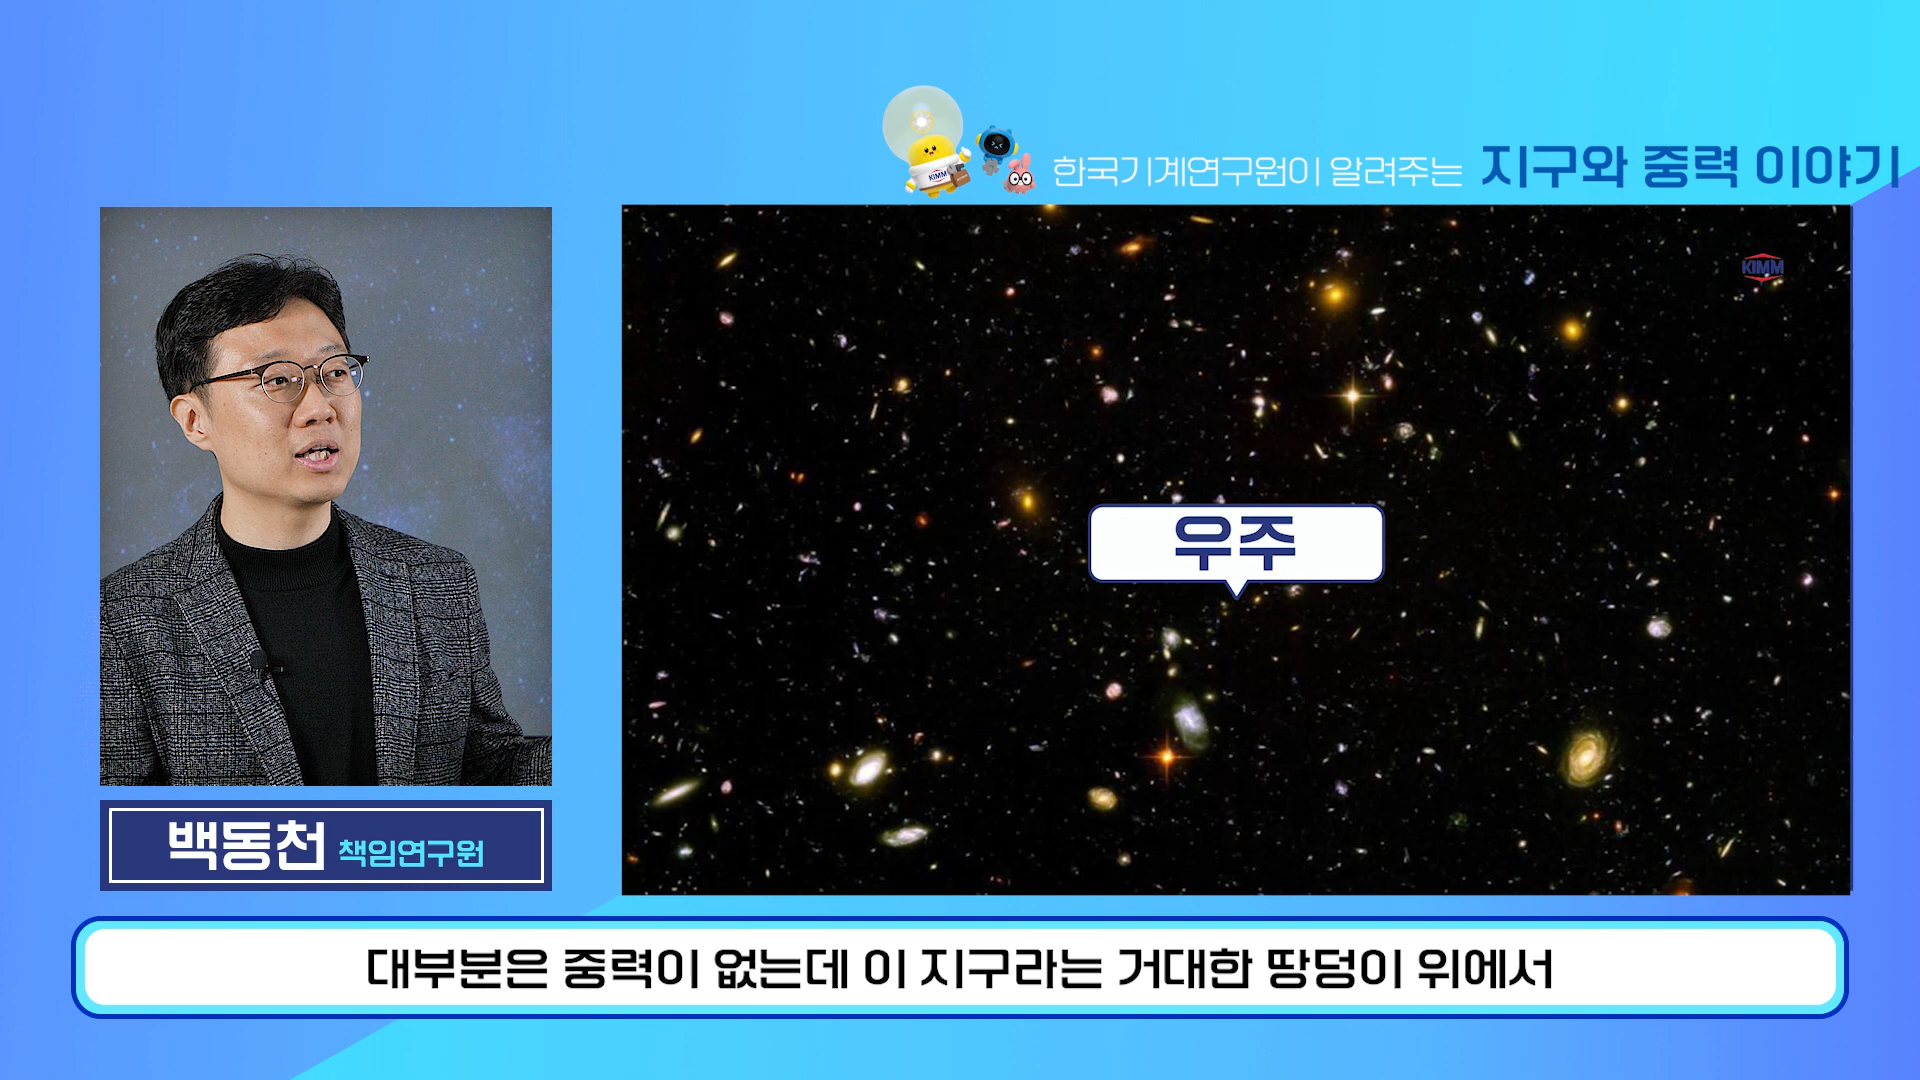 한국기계연구원이 알려주는 지구와 중력 이야기
KIMM
KIMM
우주
백동천 책임연구원
대부분은 중력이 없는데 이 지구라는 거대한 땅덩이 위에서